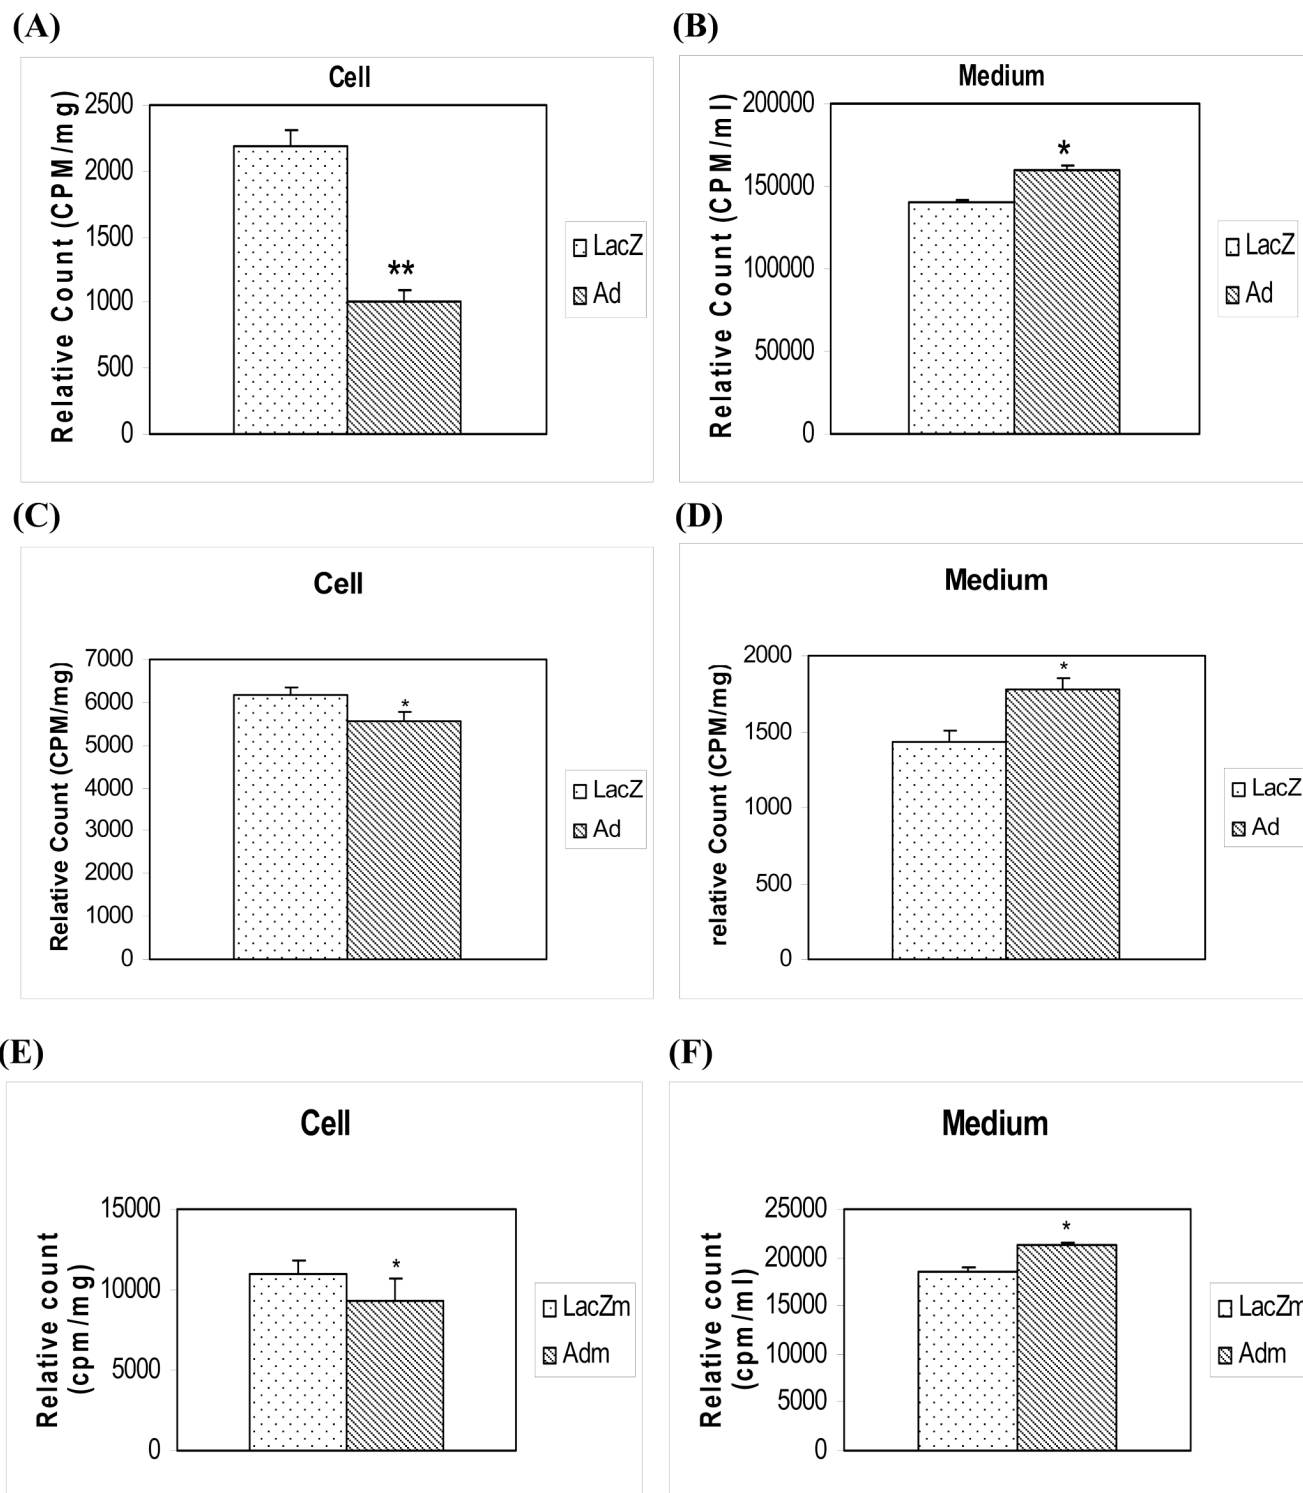 (A)
Cell
Relative Count (CPM/mg)
2500
2000
1500
1000
500
0
**
LacZ
Ad
(B)
Medium
Relative Count (CPM/ml)
200000
150000
100000
50000
0
*
LacZ
Ad
(C)
Cell
Relative Count (CPM/mg)
7000
6000
5000
4000
3000
2000
1000
0
*
LacZ
Ad
(D)
Medium
relative Count (CPM/mg)
2000
1500
1000
500
0
*
LacZ
Ad
(E)
Cell
Relative count
(cpm/mg)
15000
10000
5000
0
*
LacZm
Adm
(F)
Medium
Relative count
(cpm/ml)
25000
20000
15000
10000
5000
0
*
LacZm
Adm